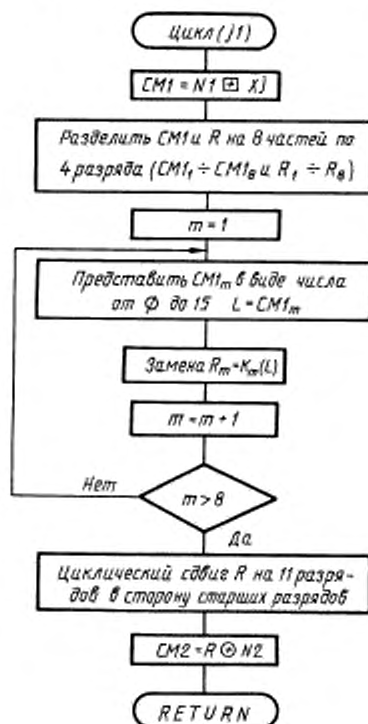 Цикл (j1)
СМ1 = N1 ⊞ Xj
Разделить СМ1 и R на 8 частей по
4 разряда (СМ1₁ ÷ СМ1₈ и R₁ ÷ R₈)
m = 1
Представить СМ1ₘ в виде числа
от Ф до 15 L = СМ1ₘ
Замена Rₘ = Kₘ(L)
m = m + 1
Нет
m > 8
Да
Циклический сдвиг R на 11 разря-
дов в сторону старших разрядов
СМ2 = R ⊕ N2
RETURN